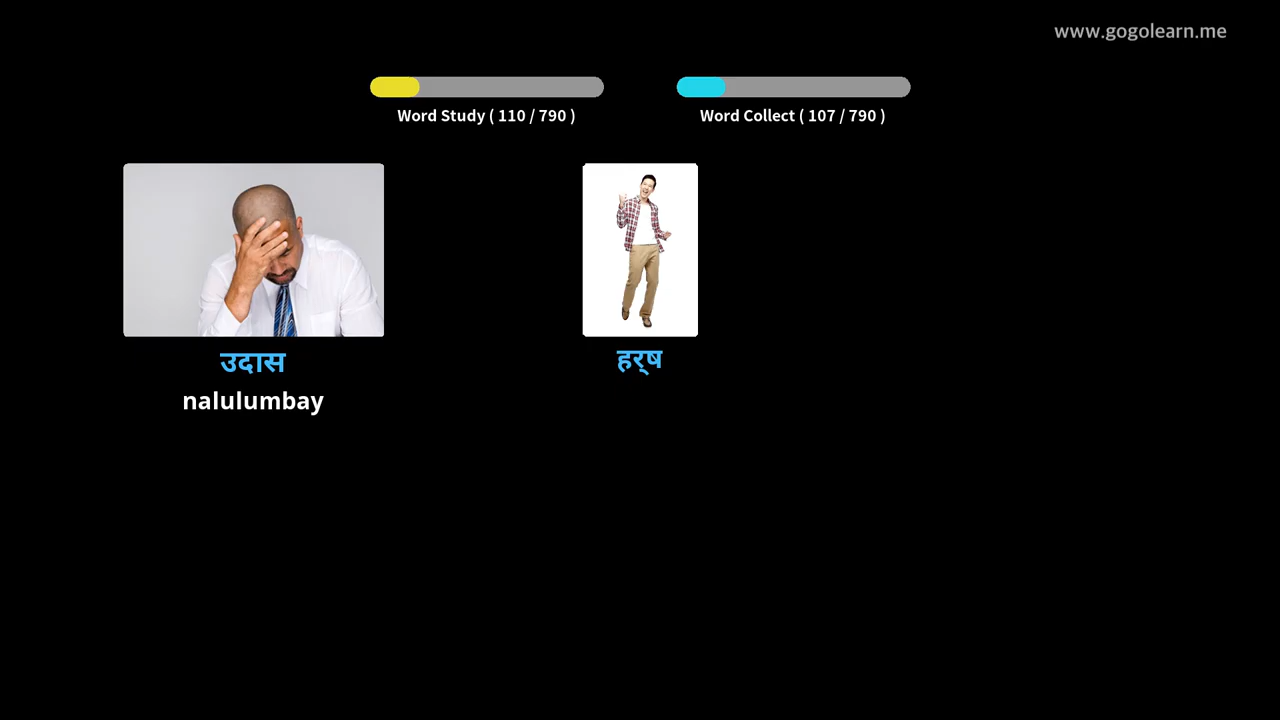 www.gogolearn.me
Word Study ( 110 / 790 )
Word Collect ( 107 / 790 )
उदास
हर्ष
nalulumbay